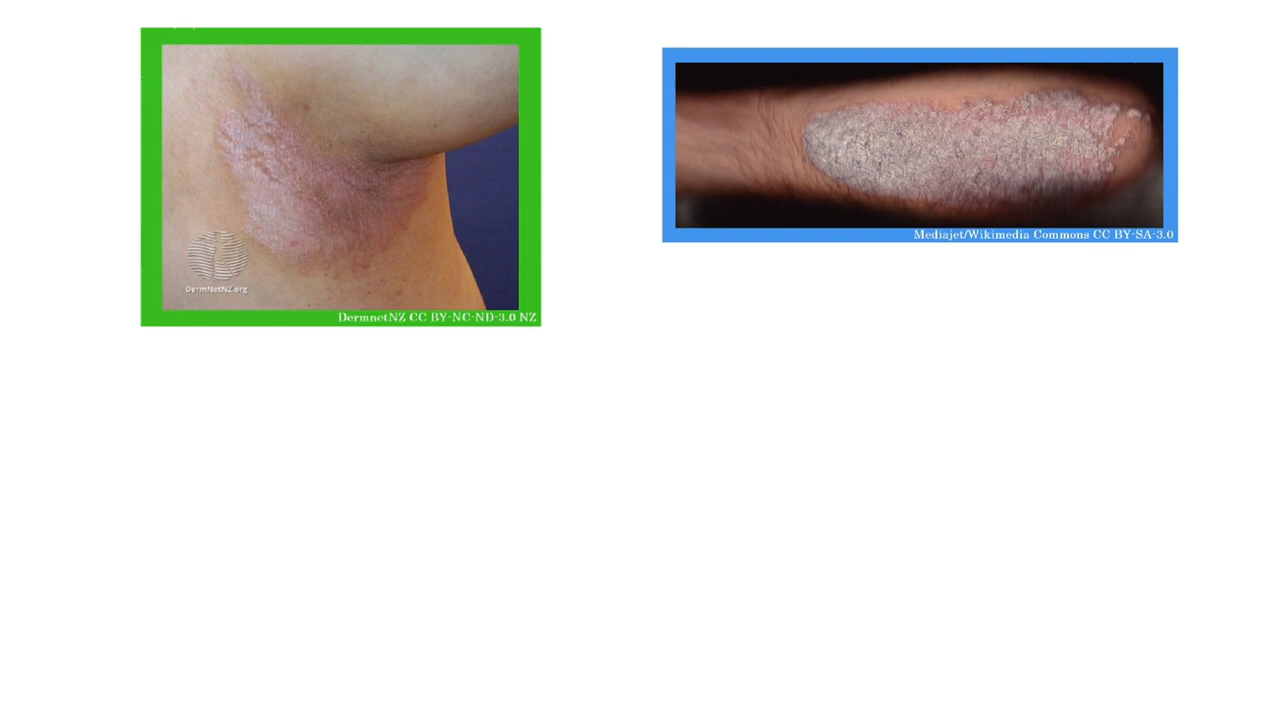 DermNetNZ.org
DermnetNZ CC BY-NC-ND-3.0 NZ
Mediajet/Wikimedia Commons CC BY-SA-3.0